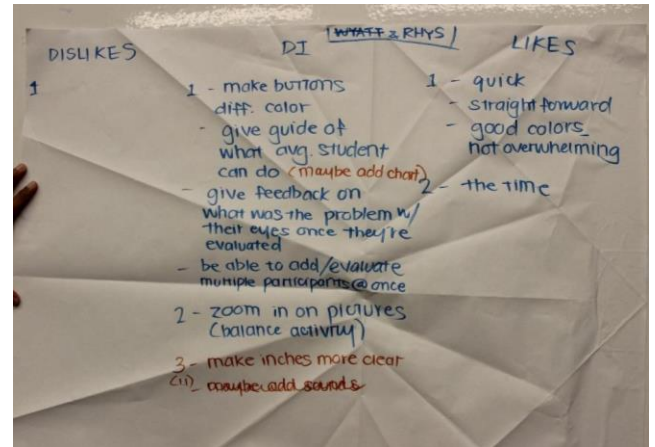 WYATT & RHYS
DISLIKES
1
DI
1 - make buttons
diff. color
- give guide of
what avg. student
can do (maybe add chart)
- give feedback on
what was the problem w/
their eyes once they're
evaluated
- be able to add/evaluate
multiple participants @ once
2 - zoom in on pictures
(balance activity)
3 - make inches more clear
(11) - maybe add sounds
LIKES
1 - quick
- straight forward
- good colors_
not overwhelming
2 - the time